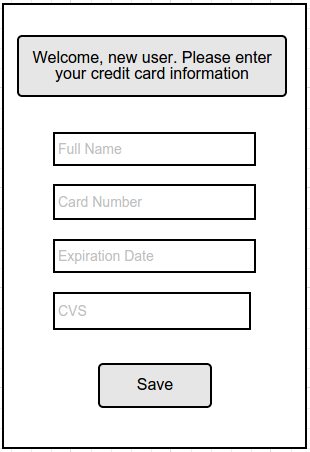 Welcome, new user. Please enter
your credit card information
Full Name
Card Number
Expiration Date
CVS
Save